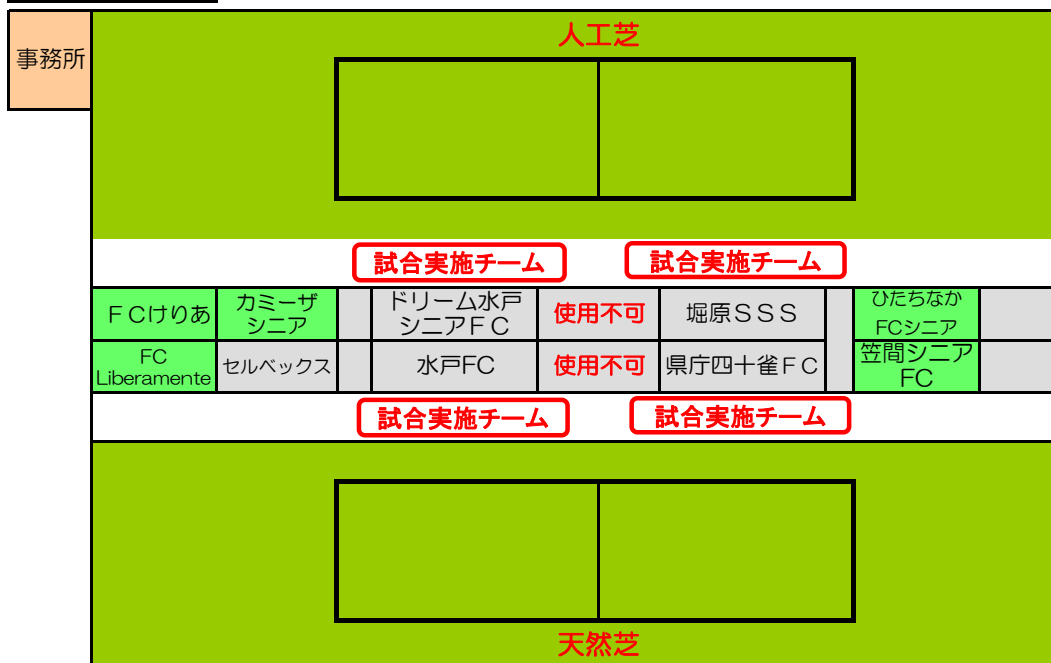 人工芝
事務所
試合実施チーム
試合実施チーム
ＦＣけりあ
カミーザ
シニア
ドリーム水戸
シニアＦＣ
使用不可
堀原ＳＳＳ
ひたちなか
FCシニア
FC
Liberamente
セルベックス
水戸FC
使用不可
県庁四十雀ＦＣ
笠間シニア
FC
試合実施チーム
試合実施チーム
天然芝